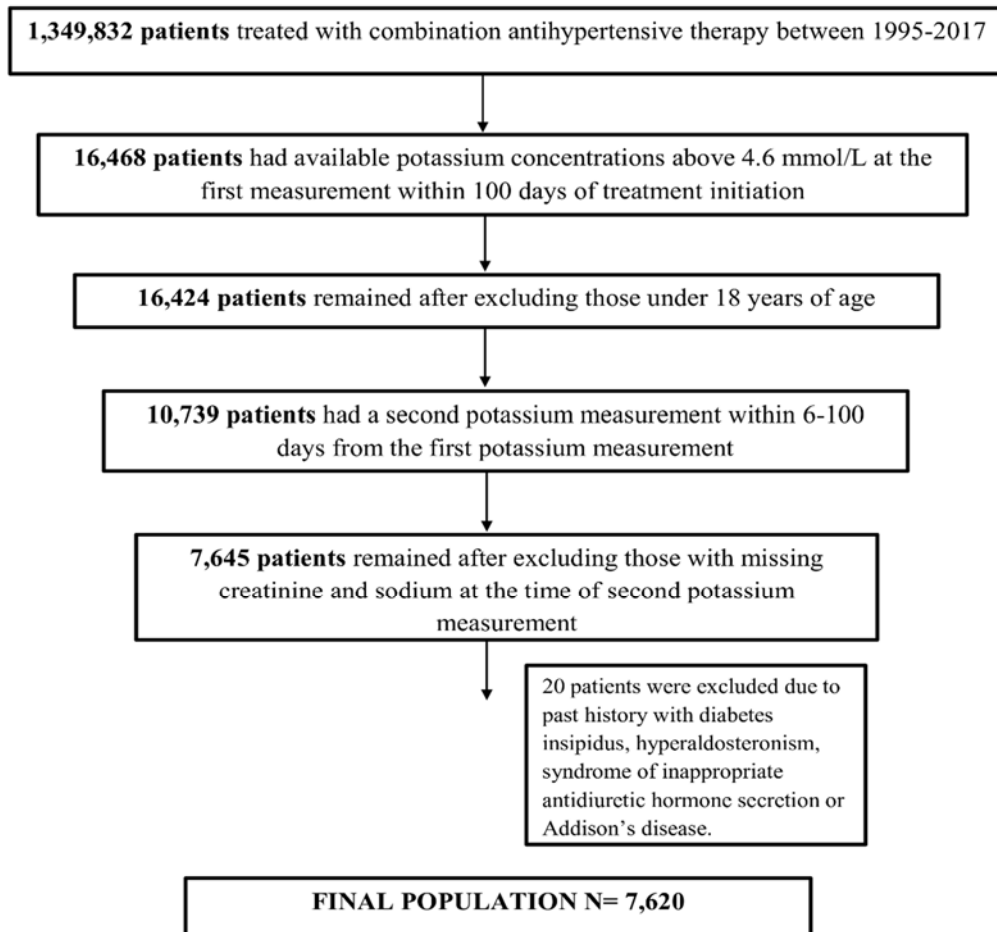 1,349,832 patients treated with combination antihypertensive therapy between 1995-2017
16,468 patients had available potassium concentrations above 4.6 mmol/L at the
first measurement within 100 days of treatment initiation
16,424 patients remained after excluding those under 18 years of age
10,739 patients had a second potassium measurement within 6-100
days from the first potassium measurement
7,645 patients remained after excluding those with missing
creatinine and sodium at the time of second potassium
measurement
20 patients were excluded due to
past history with diabetes
insipidus, hyperaldosteronism,
syndrome of inappropriate
antidiuretic hormone secretion or
Addison's disease.
FINAL POPULATION N= 7,620